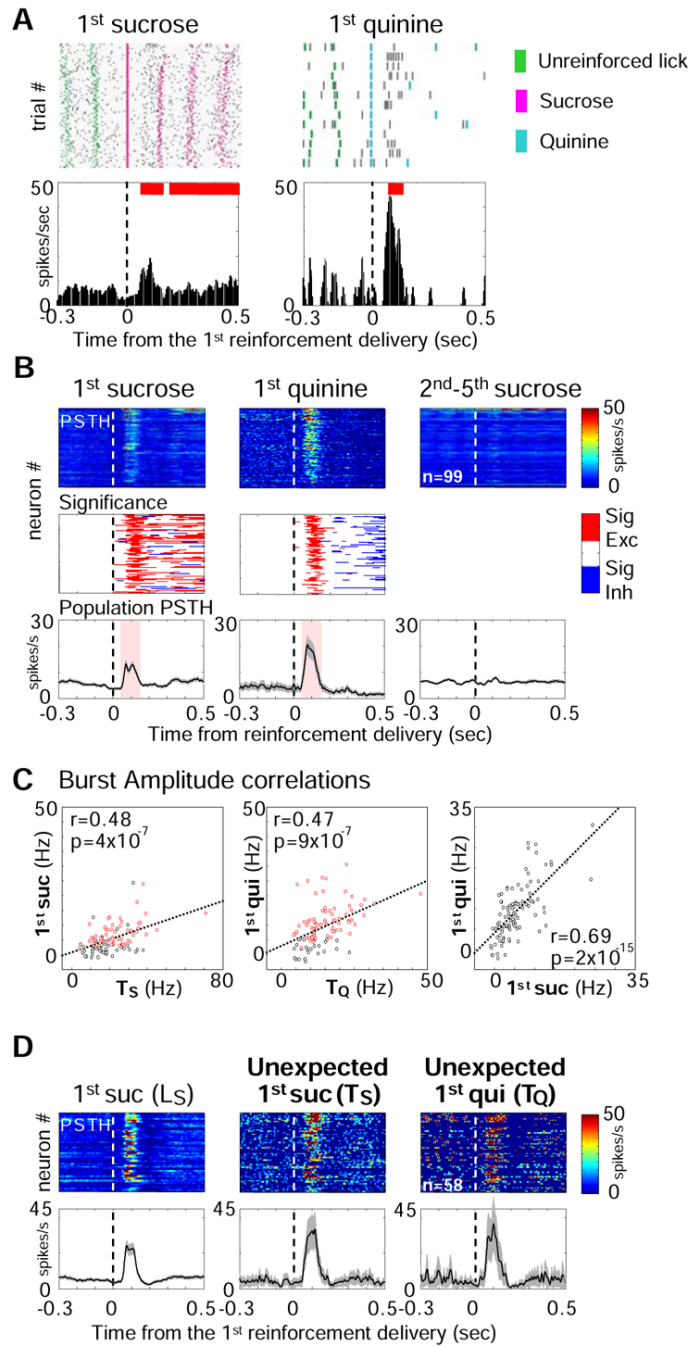 A
1st sucrose
1st quinine
trial #
Unreinforced lick
Sucrose
Quinine
50
50
spikes/sec
0
0
-0.3 0 0.5
-0.3 0 0.5
Time from the 1st reinforcement delivery (sec)
B
1st sucrose
1st quinine
2nd-5th sucrose
PSTH
n=99
50
0
spikes/s
neuron #
Significance
Sig
Exc
Sig
Inh
Population PSTH
30
30
30
spikes/s
0
0
0
-0.3 0 0.5
-0.3 0 0.5
-0.3 0 0.5
Time from reinforcement delivery (sec)
C Burst Amplitude correlations
50
r=0.48
p=4x10-7
1st suc (Hz)
0
0 80
TS (Hz)
50
r=0.47
p=9x10-7
1st qui (Hz)
0
0 50
TQ (Hz)
35
1st qui (Hz)
r=0.69
p=2x1015
0
0 35
1st suc (Hz)
D
1st suc (LS)
Unexpected
1st suc (TS)
Unexpected
1st qui (TQ)
neuron #
PSTH
n=58
50
0
spikes/s
45
45
45
spikes/s
0
0
0
-0.3 0 0.5
-0.3 0 0.5
-0.3 0 0.5
Time from the 1st reinforcement delivery (sec)